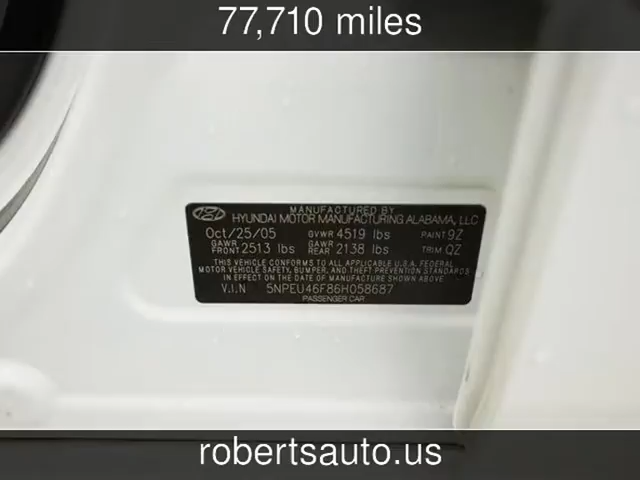 77,710 miles
MANUFACTURED BY
HYUNDAI MOTOR MANUFACTURING ALABAMA, LLC
Oct/25/05 GVWR 4519 lbs PAINT 9Z
GAWR FRONT 2513 lbs GAWR REAR 2138 lbs TRIM QZ
THIS VEHICLE CONFORMS TO ALL APPLICABLE U.S.A. FEDERAL
MOTOR VEHICLE SAFETY, BUMPER, AND THEFT PREVENTION STANDARDS
IN EFFECT ON THE DATE OF MANUFACTURE SHOWN ABOVE.
V.I.N 5NPEU46F86H058687
PASSENGER CAR
robertsauto.us